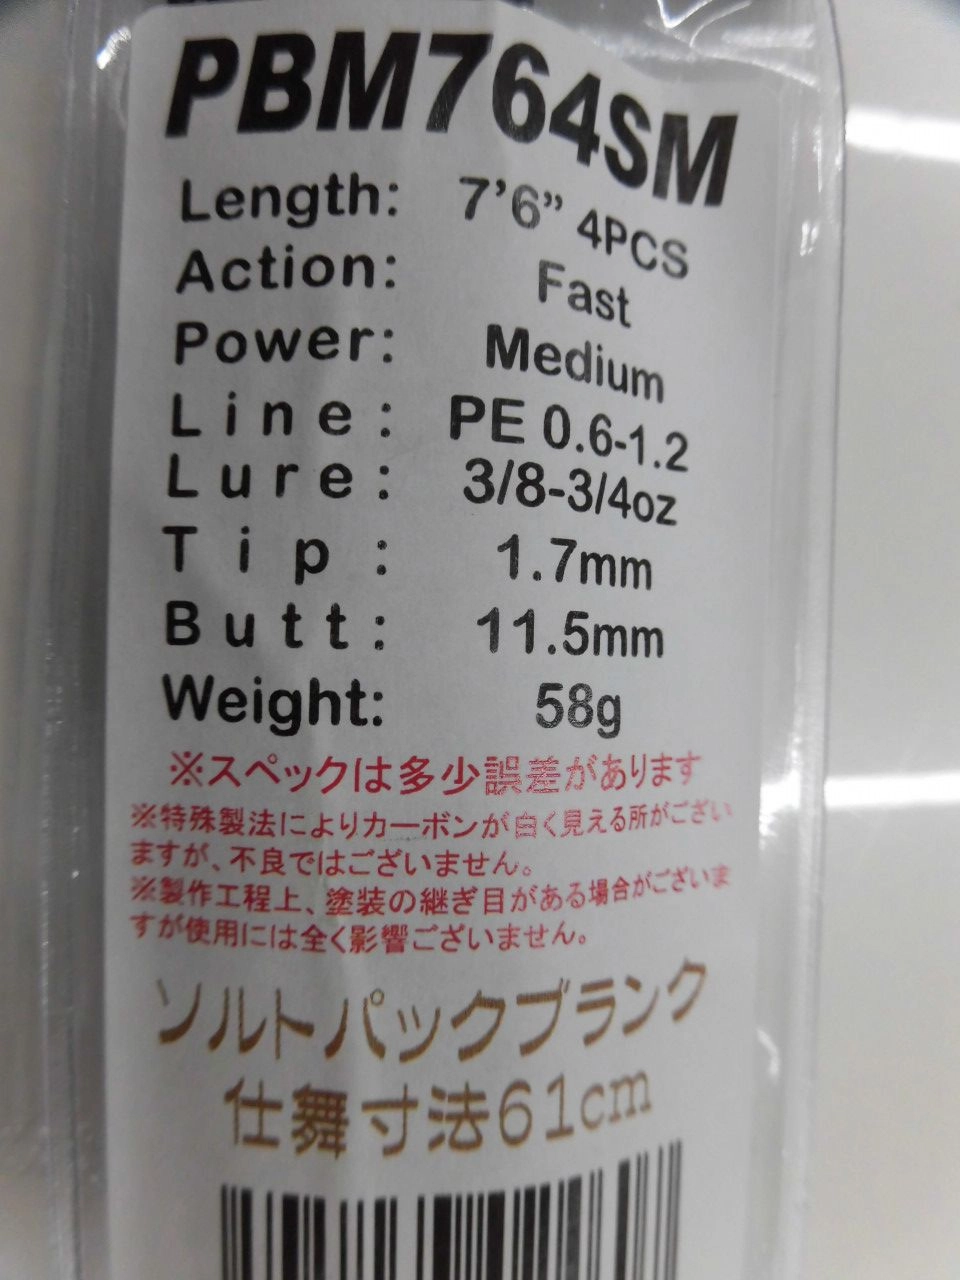 PBM764SM
Length: 7’6” 4PCS
Action: Fast
Power: Medium
Line: PE 0.6-1.2
Lure: 3/8-3/4oz
Tip: 1.7mm
Butt: 11.5mm
Weight: 58g
※スペックは多少誤差があります
※特殊製法によりカーボンが白く見える所がござい
ますが、不良ではございません。
※製作工程上、塗装の継ぎ目がある場合がございま
すが使用には全く影響ございません。
ソルトパックブランク
仕舞寸法61cm